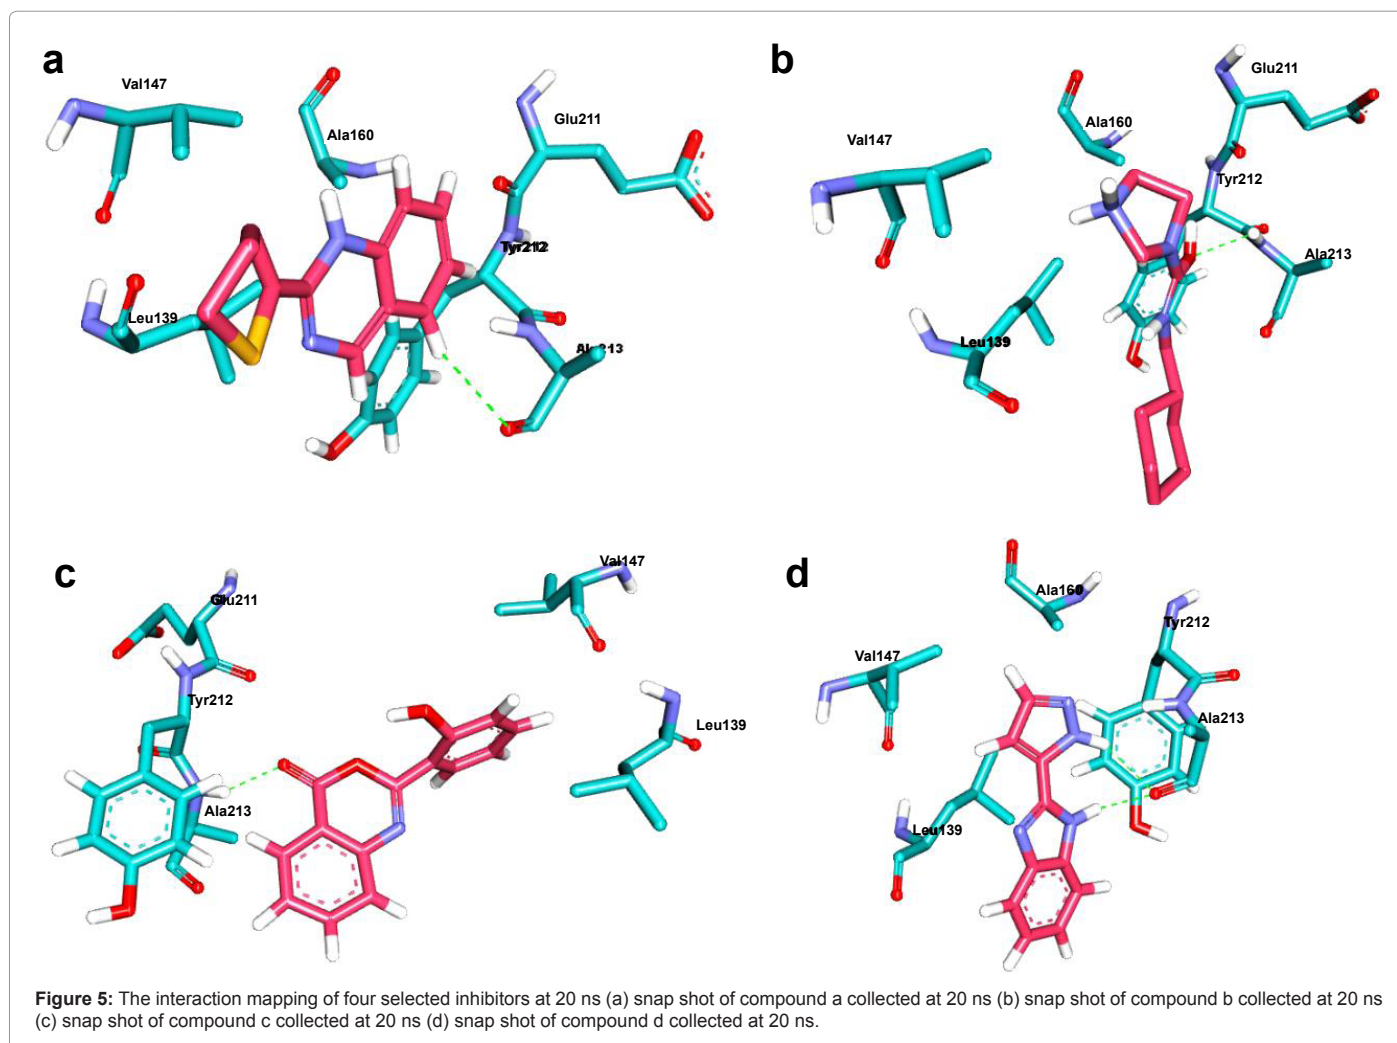 a
Val147
Ala160
Glu211
Tyr212
Leu139
Ala213
b
Glu211
Ala160
Val147
Tyr212
Ala213
Leu139
c
Val147
Glu211
Tyr212
Leu139
Ala213
d
Ala160
Tyr212
Val147
Ala213
Leu139
Figure 5: The interaction mapping of four selected inhibitors at 20 ns (a) snap shot of compound a collected at 20 ns (b) snap shot of compound b collected at 20 ns
(c) snap shot of compound c collected at 20 ns (d) snap shot of compound d collected at 20 ns.